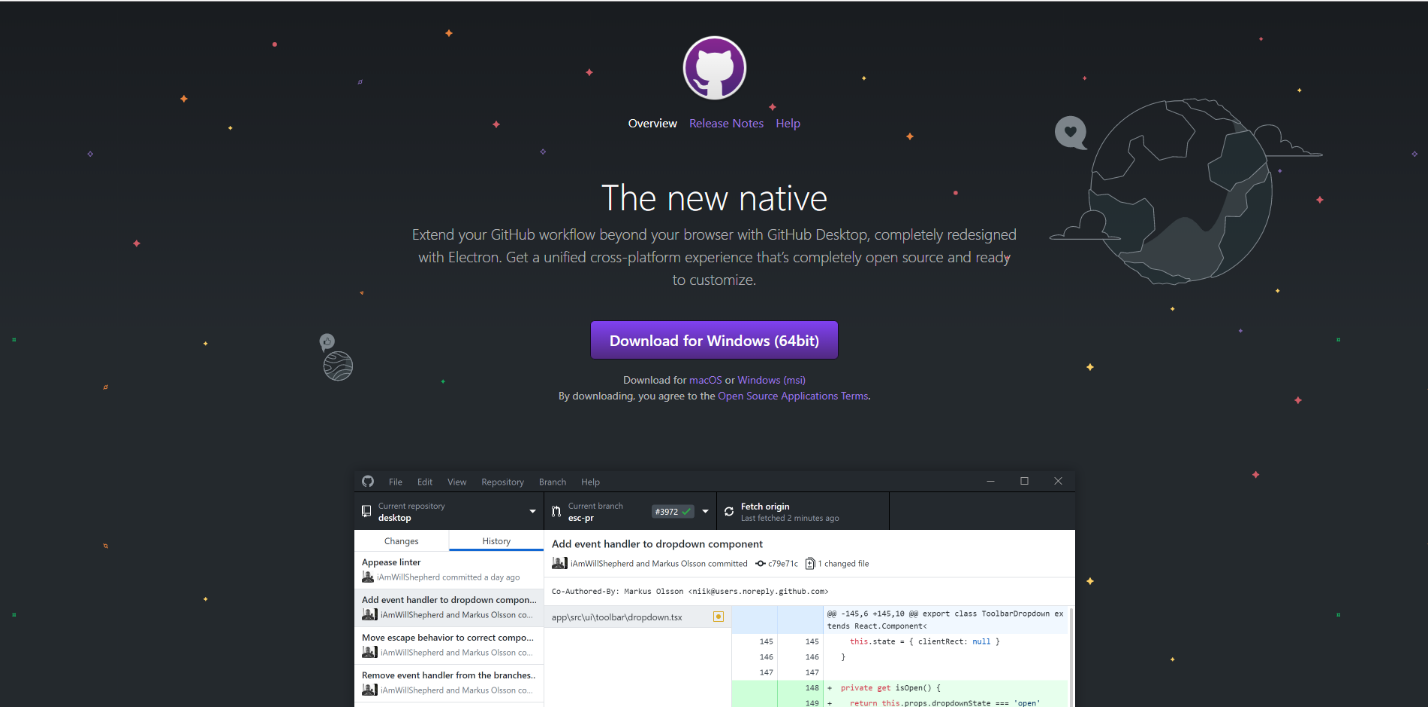 Overview Release Notes Help
The new native
Extend your GitHub workflow beyond your browser with GitHub Desktop, completely redesigned
with Electron. Get a unified cross-platform experience that's completely open source and ready
to customize.
Download for Windows (64bit)
Download for macOS or Windows (msi)
By downloading, you agree to the Open Source Applications Terms.
File Edit View Repository Branch Help
Current repository
desktop
Current branch
esc-pr
#3972
Fetch origin
Last fetched 2 minutes ago
Changes History
Appease linter
iAmWillShepherd committed a day ago
Add event handler to dropdown compon...
iAmWillShepherd and Markus Olsson co...
Move escape behavior to correct compo...
iAmWillShepherd and Markus Olsson co...
Remove event handler from the branches...
iAmWillShepherd and Markus Olsson co...
Add event handler to dropdown component
iAmWillShepherd and Markus Olsson committed c79e71c 1 changed file
Co-Authored-By: Markus Olsson <niik@users.noreply.github.com>
app\src\ui\toolbar\dropdown.tsx
@@ -145,6 +145,10 @@ export class ToolbarDropdown ex
tends React.Component<
145 145 this.state = { clientRect: null }
146 146 }
147 147
148 + private get isOpen() {
149 + return this.props.dropdownState === 'open'